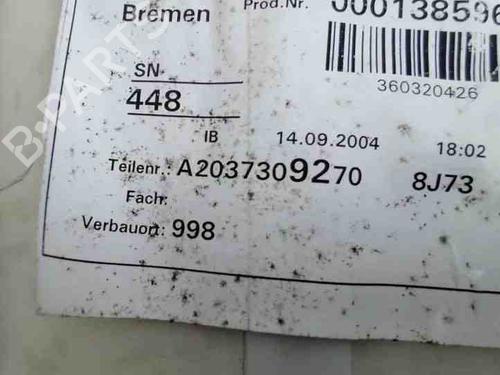 Bremen
Prod.Nr.
J00138596
360320426
SN
448
IB 14.09.2004 18:02
Teilenr.: A2037309270 8J73
Fach:
Verbauort: 998
B-PARTS